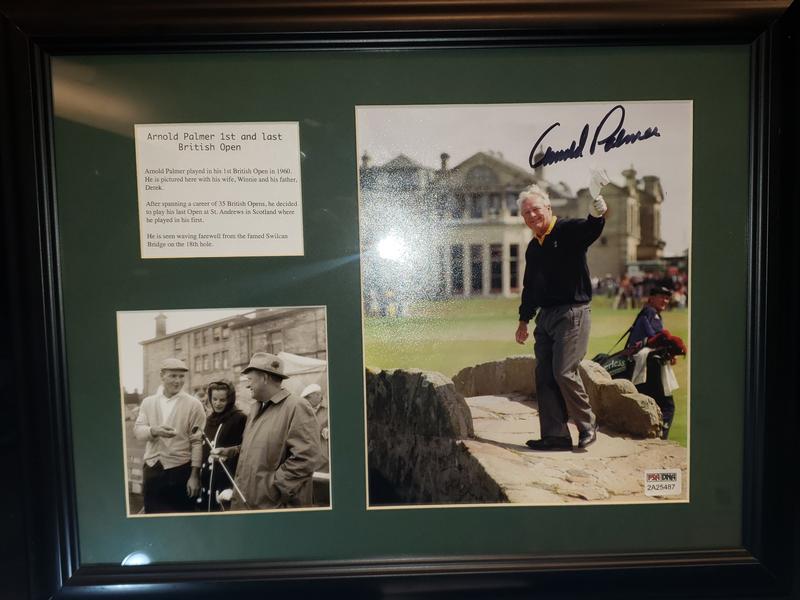 Arnold Palmer 1st and last
British Open
Arnold Palmer played in his 1st British Open in 1960.
He is pictured here with his wife, Winnie and his father,
Derek.
After spanning a career of 35 British Opens, he decided
to play his last Open at St. Andrews in Scotland where
he played in his first.
He is seen waving farewell from the famed Swilcan
Bridge on the 18th hole.
Arnold Palmer
PSA DNA
2A25487